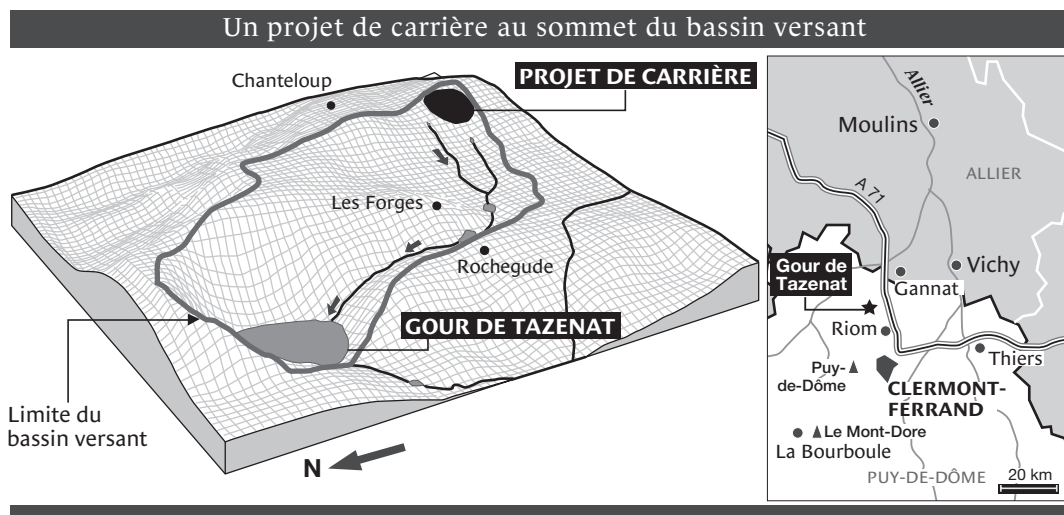 Un projet de carrière au sommet du bassin versant
Chanteloup
PROJET DE CARRIÈRE
Les Forges
Rochegude
GOUR DE TAZENAT
Limite du
bassin versant
N
Allier
Moulins
ALLIER
A 71
Gour de
Tazenat
Vichy
Gannat
Riom
Thiers
Puy-
de-Dôme
CLERMONT-
FERRAND
Le Mont-Dore
La Bourboule
PUY-DE-DÔME
20 km